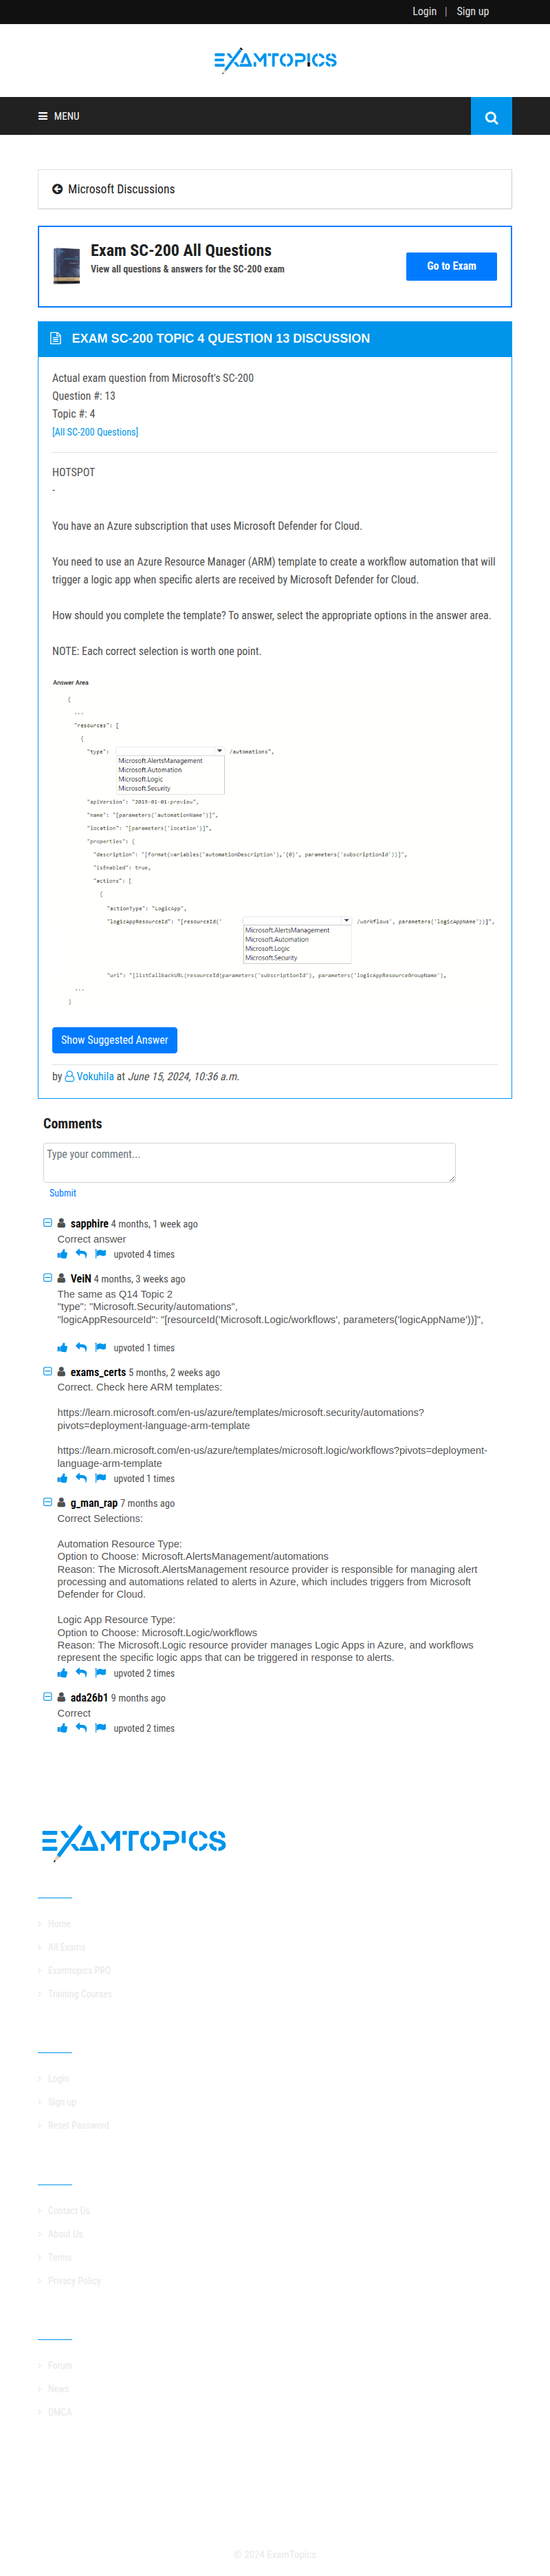 Login | Sign up
EXAMTOPICS
MENU
Microsoft Discussions
Exam SC-200 All Questions
View all questions & answers for the SC-200 exam
Go to Exam
EXAM SC-200 TOPIC 4 QUESTION 13 DISCUSSION
Actual exam question from Microsoft's SC-200
Question #: 13
Topic #: 4
[All SC-200 Questions]
HOTSPOT
-
You have an Azure subscription that uses Microsoft Defender for Cloud.
You need to use an Azure Resource Manager (ARM) template to create a workflow automation that will
trigger a logic app when specific alerts are received by Microsoft Defender for Cloud.
How should you complete the template? To answer, select the appropriate options in the answer area.
NOTE: Each correct selection is worth one point.
Answer Area
{
...
"resources": [
{
"type": /automations",
Microsoft.AlertsManagement
Microsoft.Automation
Microsoft.Logic
Microsoft.Security
"apiVersion": "2019-01-01-preview",
"name": "[parameters('automationName')]",
"location": "[parameters('location')]",
"properties": {
"description": "[format(variables('automationDescription'),'{0}', parameters('subscriptionId'))]",
"isEnabled": true,
"actions": [
{
"actionType": "LogicApp",
"logicAppResourceId": "[resourceId(' /workflows', parameters('logicAppName'))]",
Microsoft.AlertsManagement
Microsoft.Automation
Microsoft.Logic
Microsoft.Security
"uri": "[listCallbackURL(resourceId(parameters('subscriptionId'), parameters('logicAppResourceGroupName'),
...
}
Show Suggested Answer
by Vokuhila at June 15, 2024, 10:36 a.m.
Comments
Type your comment...
Submit
sapphire 4 months, 1 week ago
Correct answer
upvoted 4 times
VeiN 4 months, 3 weeks ago
The same as Q14 Topic 2
"type": "Microsoft.Security/automations",
"logicAppResourceId": "[resourceId('Microsoft.Logic/workflows', parameters('logicAppName'))]",
upvoted 1 times
exams_certs 5 months, 2 weeks ago
Correct. Check here ARM templates:
https://learn.microsoft.com/en-us/azure/templates/microsoft.security/automations?
pivots=deployment-language-arm-template
https://learn.microsoft.com/en-us/azure/templates/microsoft.logic/workflows?pivots=deployment-
language-arm-template
upvoted 1 times
g_man_rap 7 months ago
Correct Selections:
Automation Resource Type:
Option to Choose: Microsoft.AlertsManagement/automations
Reason: The Microsoft.AlertsManagement resource provider is responsible for managing alert
processing and automations related to alerts in Azure, which includes triggers from Microsoft
Defender for Cloud.
Logic App Resource Type:
Option to Choose: Microsoft.Logic/workflows
Reason: The Microsoft.Logic resource provider manages Logic Apps in Azure, and workflows
represent the specific logic apps that can be triggered in response to alerts.
upvoted 2 times
ada26b1 9 months ago
Correct
upvoted 2 times
EXAMTOPICS
Home
All Exams
Examtopics PRO
Training Courses
Login
Sign up
Reset Password
Contact Us
About Us
Terms
Privacy Policy
Forum
News
DMCA
© 2024 ExamTopics